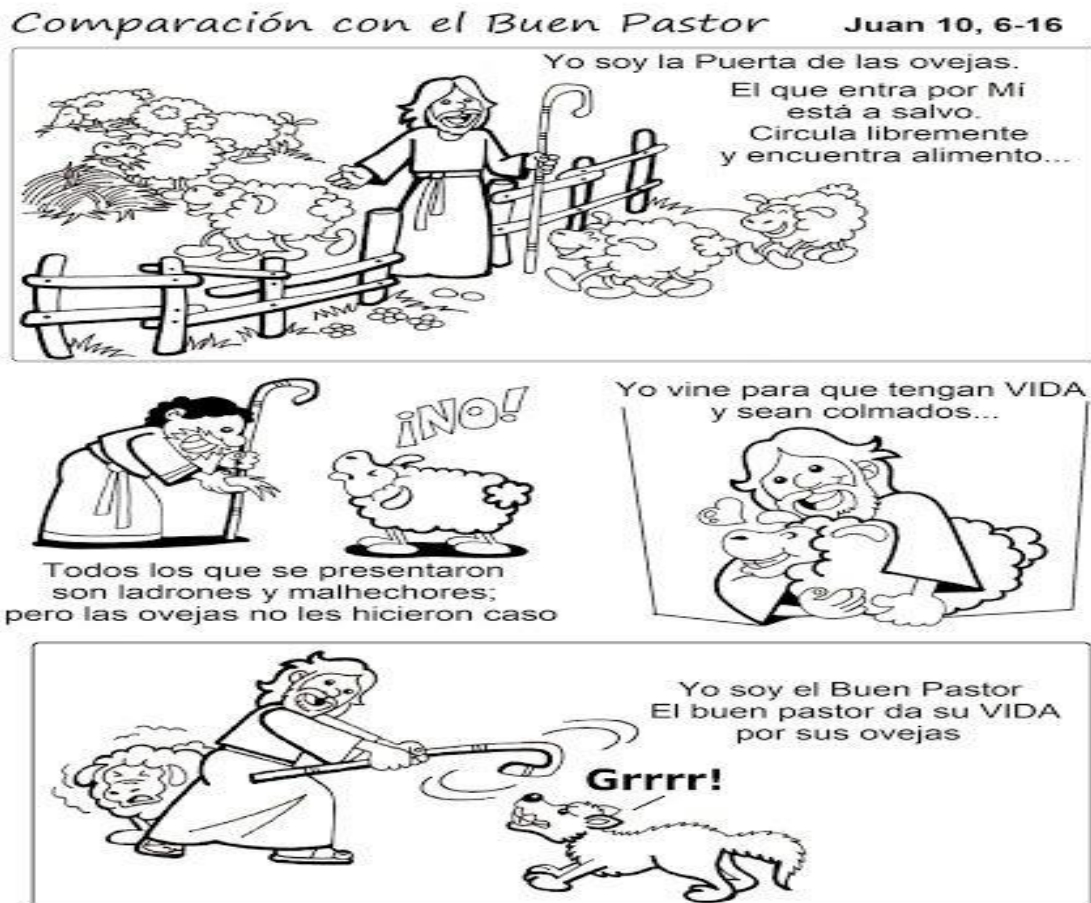 Comparación con el Buen Pastor Juan 10, 6-16
Yo soy la Puerta de las ovejas.
El que entra por Mí
está a salvo.
Circula libremente
y encuentra alimento...
¡NO!
Todos los que se presentaron
son ladrones y malhechores;
pero las ovejas no les hicieron caso
Yo vine para que tengan VIDA
y sean colmados...
Yo soy el Buen Pastor
El buen pastor da su VIDA
por sus ovejas
Grrrr!